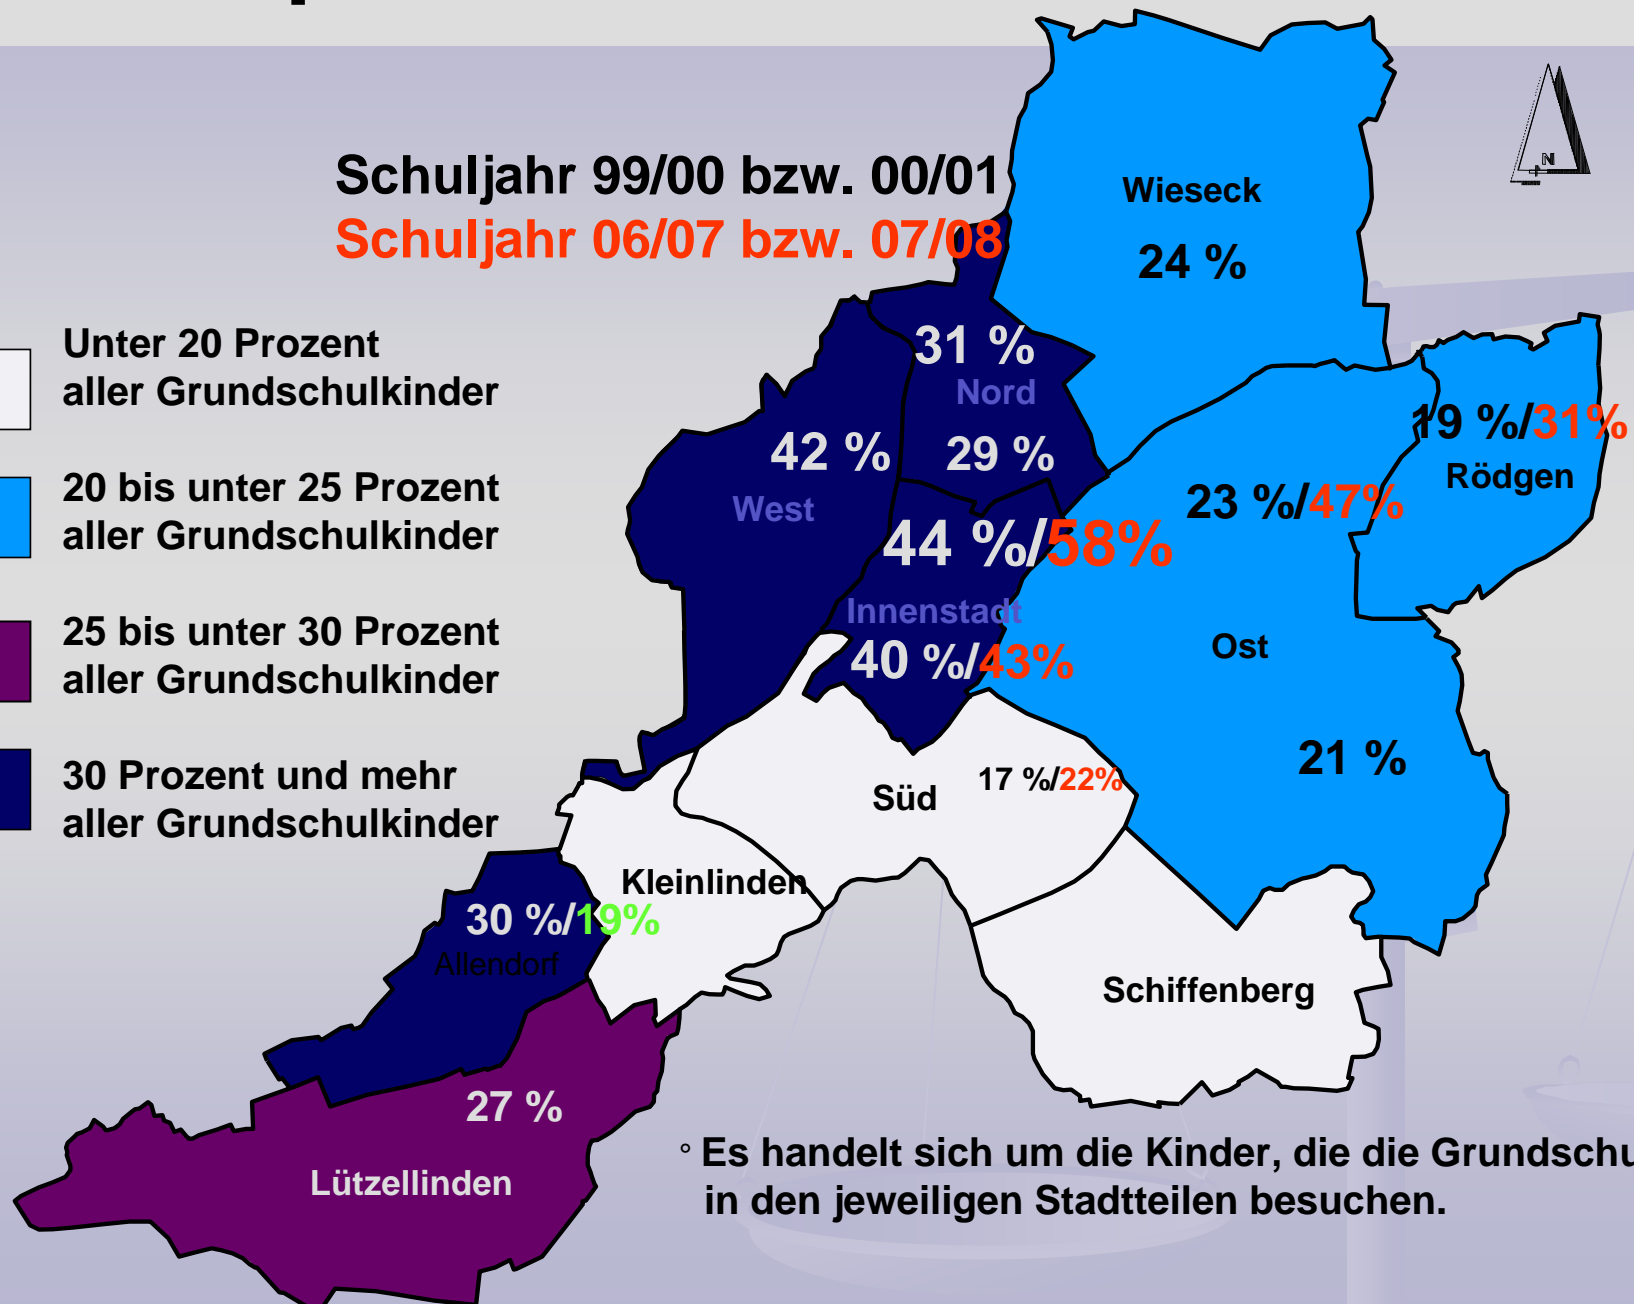 Schuljahr 99/00 bzw. 00/01
Schuljahr 06/07 bzw. 07/08
Unter 20 Prozent
aller Grundschulkinder
20 bis unter 25 Prozent
aller Grundschulkinder
25 bis unter 30 Prozent
aller Grundschulkinder
30 Prozent und mehr
aller Grundschulkinder
Wieseck
24 %
N
31 %
Nord
29 %
42 %
West
19 %/31%
Rödgen
23 %/47%
Ost
21 %
44 %/58%
Innenstadt
40 %/43%
Süd
17 %/22%
Kleinlinden
30 %/19%
Allendorf
Schiffenberg
27 %
Lützellinden
° Es handelt sich um die Kinder, die die
in den jeweiligen Stadtteilen besuchen.